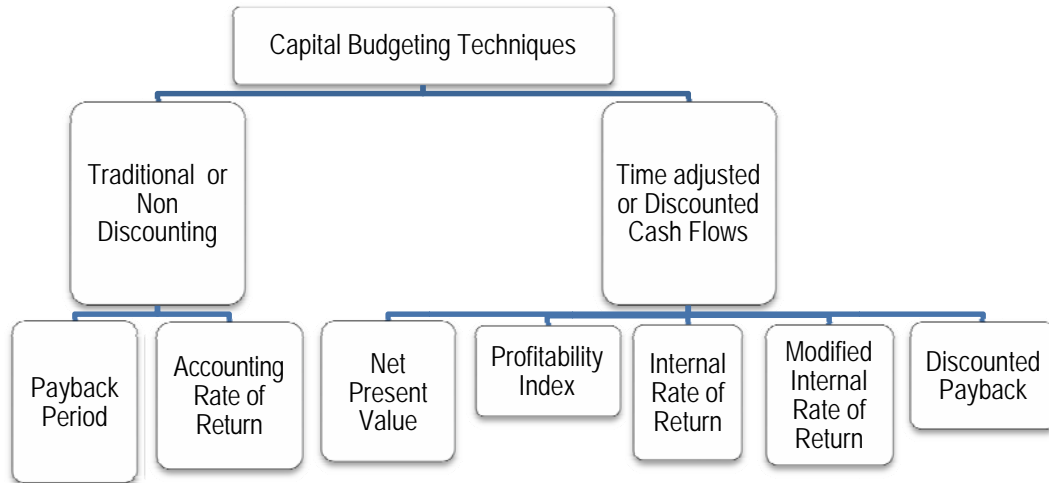 Capital Budgeting Techniques
Traditional or
Non
Discounting
Time adjusted
or Discounted
Cash Flows
Payback
Period
Accounting
Rate of
Return
Net
Present
Value
Profitability
Index
Internal
Rate of
Return
Modified
Internal
Rate of
Return
Discounted
Payback